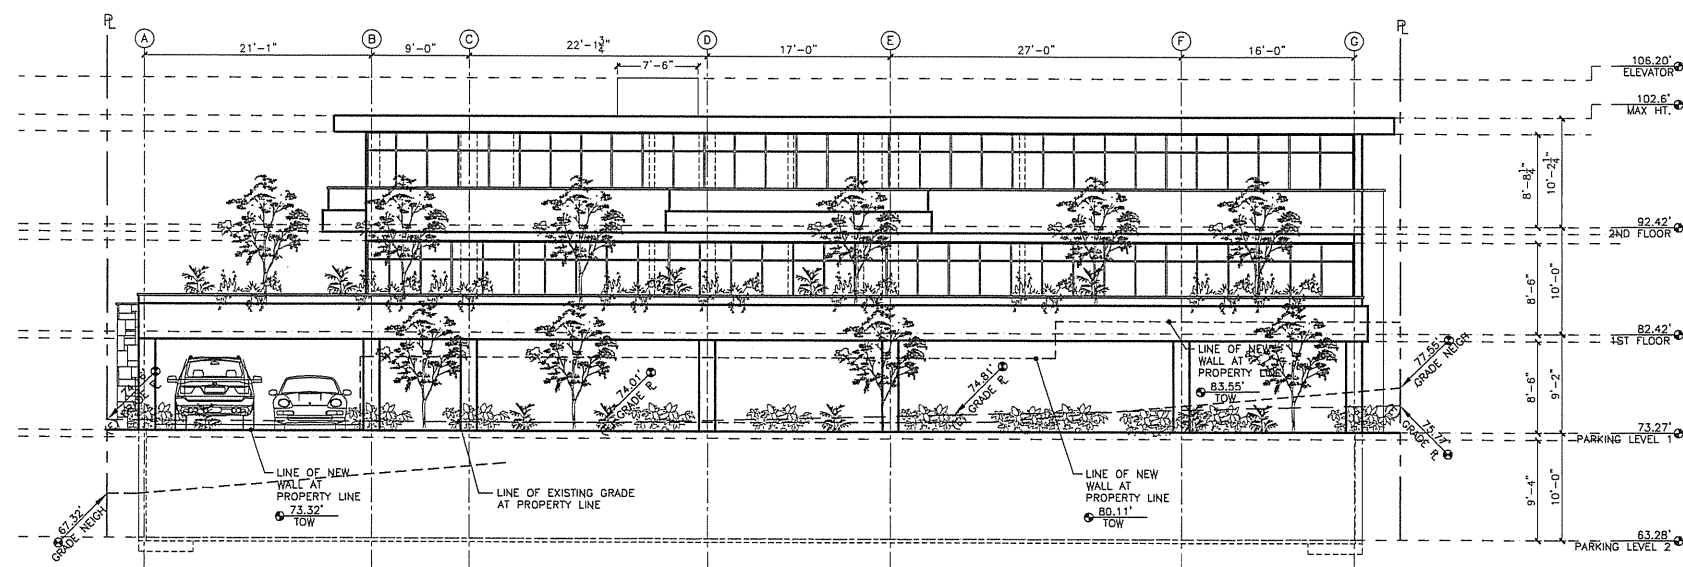 PL
PL
A
B
C
D
E
F
G
21'-1"
9'-0"
22'-1 3/4"
17'-0"
27'-0"
16'-0"
7'-6"
106.20'
ELEVATOR
102.6'
MAX HT.
8'-8 1/4"
10'-2 1/4"
92.42'
2ND FLOOR
8'-6"
10'-0"
82.42'
1ST FLOOR
77.55'
GRADE NEIGH
LINE OF NEW
WALL AT
PROPERTY LINE
83.55'
TOW
GRADE PL
74.01'
GRADE PL
74.81'
GRADE PL
8'-6"
9'-2"
73.27'
PARKING LEVEL 1
75.77'
GRADE PL
LINE OF NEW
WALL AT
PROPERTY LINE
73.32'
TOW
LINE OF EXISTING GRADE
AT PROPERTY LINE
LINE OF NEW
WALL AT
PROPERTY LINE
80.11'
TOW
67.32'
GRADE NEIGH
9'-4"
10'-0"
63.28'
PARKING LEVEL 2